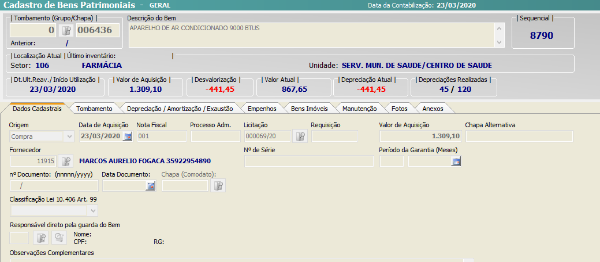 Cadastro de Bens Patrimoniais - GERAL Data da Contabilização: 23/03/2020
Tombamento (Grupo/Chapa) Descrição do Bem Sequencial
0 006436 APARELHO DE AR CONDICIONADO 9000 BTUS 8790
Anterior: /
Localização Atual Último inventário:
Setor: 106 FARMÁCIA Unidade: SERV. MUN. DE SAUDE/CENTRO DE SAUDE
Dt.Ult.Reav./Início Utilização Valor de Aquisição Desvalorização Valor Atual Depreciação Atual Depreciações Realizadas
23/03/2020 1.309,10 -441,45 867,65 -441,45 45 / 120
Dados Cadastrais Tombamento Depreciação / Amortização / Exaustão Empenhos Bens Imóveis Manutenção Fotos Anexos
Origem Data de Aquisição Nota Fiscal Processo Adm. Licitação Requisição Valor de Aquisição Chapa Alternativa
Compra 23/03/2020 001 000069/20 1.309,10
Fornecedor Nº de Série Período da Garantia (Meses)
11915 MARCOS AURELIO FOGACA 35922954890
nº Documento: (nnnn/yyyy) Data Documento: Chapa (Comodato):
/
Classificação Lei 10.406 Art. 99
Responsável direto pela guarda do Bem
Nome:
CPF: RG:
Observações Complementares